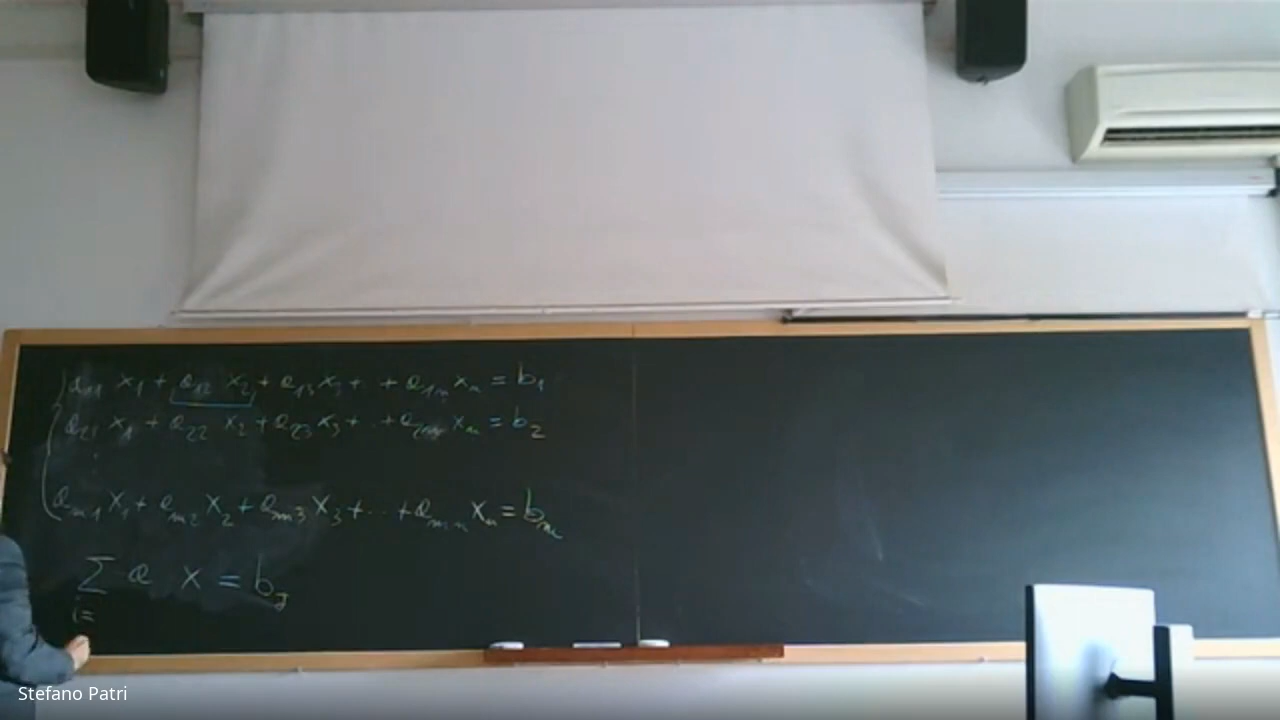 a₁₁ x₁ + a₁₂ x₂ + a₁₃ x₃ + + a₁ₙ xₙ = b₁
a₂₁ x₁ + a₂₂ x₂ + a₂₃ x₃ + .. + a₂ₙ xₙ = b₂
aₘ₁ x₁ + aₘ₂ x₂ + aₘ₃ x₃ + ... + aₘₙ xₙ = bₘ
∑ a x = bⱼ
i =
Stefano Patri